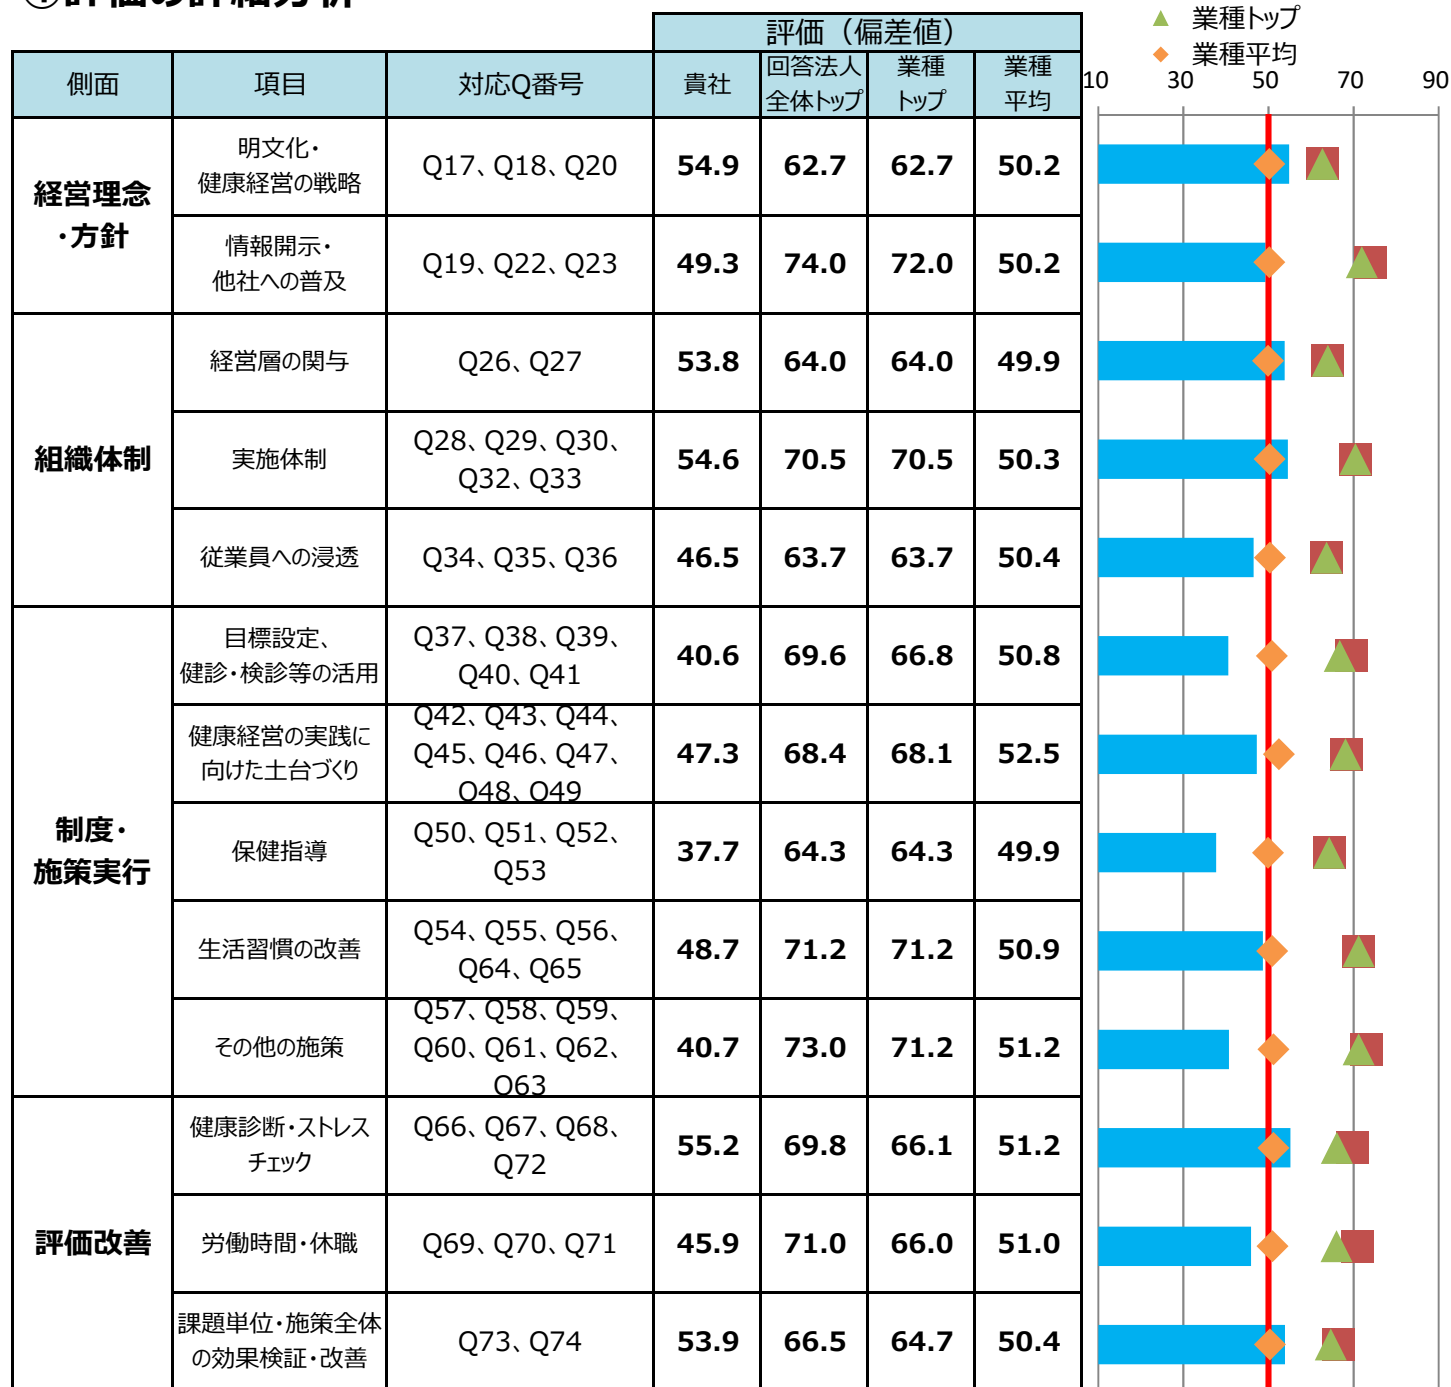 ①評価の詳細分析
▲ 業種トップ
◆ 業種平均
評価（偏差値）
側面 項目 対応Q番号 貴社 回答法人 業種 業種
全体トップ トップ 平均
10 30 50 70 90
経営理念
・方針
明文化・
健康経営の戦略
Q17、Q18、Q20 54.9 62.7 62.7 50.2
情報開示・
他社への普及
Q19、Q22、Q23 49.3 74.0 72.0 50.2
組織体制
経営層の関与 Q26、Q27 53.8 64.0 64.0 49.9
実施体制
Q28、Q29、Q30、
Q32、Q33
54.6 70.5 70.5 50.3
従業員への浸透 Q34、Q35、Q36 46.5 63.7 63.7 50.4
制度・
施策実行
目標設定、
健診・検診等の活用
Q37、Q38、Q39、
Q40、Q41
40.6 69.6 66.8 50.8
健康経営の実践に
向けた土台づくり
Q42、Q43、Q44、
Q45、Q46、Q47、
Q48、Q49
47.3 68.4 68.1 52.5
保健指導
Q50、Q51、Q52、
Q53
37.7 64.3 64.3 49.9
生活習慣の改善
Q54、Q55、Q56、
Q64、Q65
48.7 71.2 71.2 50.9
その他の施策
Q57、Q58、Q59、
Q60、Q61、Q62、
Q63
40.7 73.0 71.2 51.2
評価改善
健康診断・ストレス
チェック
Q66、Q67、Q68、
Q72
55.2 69.8 66.1 51.2
労働時間・休職 Q69、Q70、Q71 45.9 71.0 66.0 51.0
課題単位・施策全体
の効果検証・改善
Q73、Q74 53.9 66.5 64.7 50.4